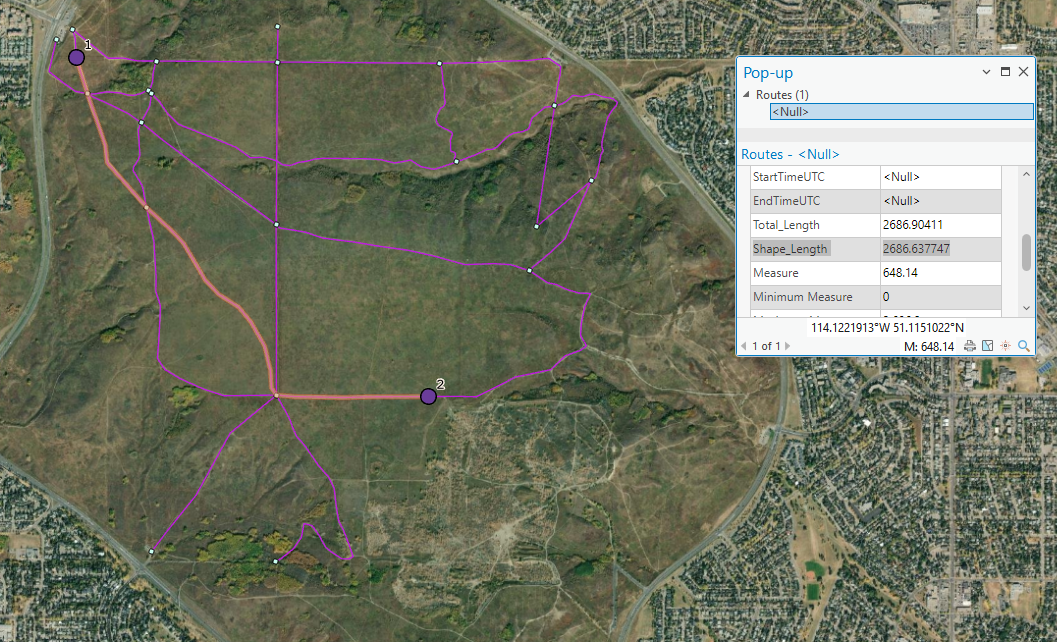 1
2
Pop-up
Routes (1)
<Null>
Routes - <Null>
StartTimeUTC <Null>
EndTimeUTC <Null>
Total_Length 2686.90411
Shape_Length 2686.637747
Measure 648.14
Minimum Measure 0
114.1221913°W 51.1151022°N
1 of 1
M: 648.14